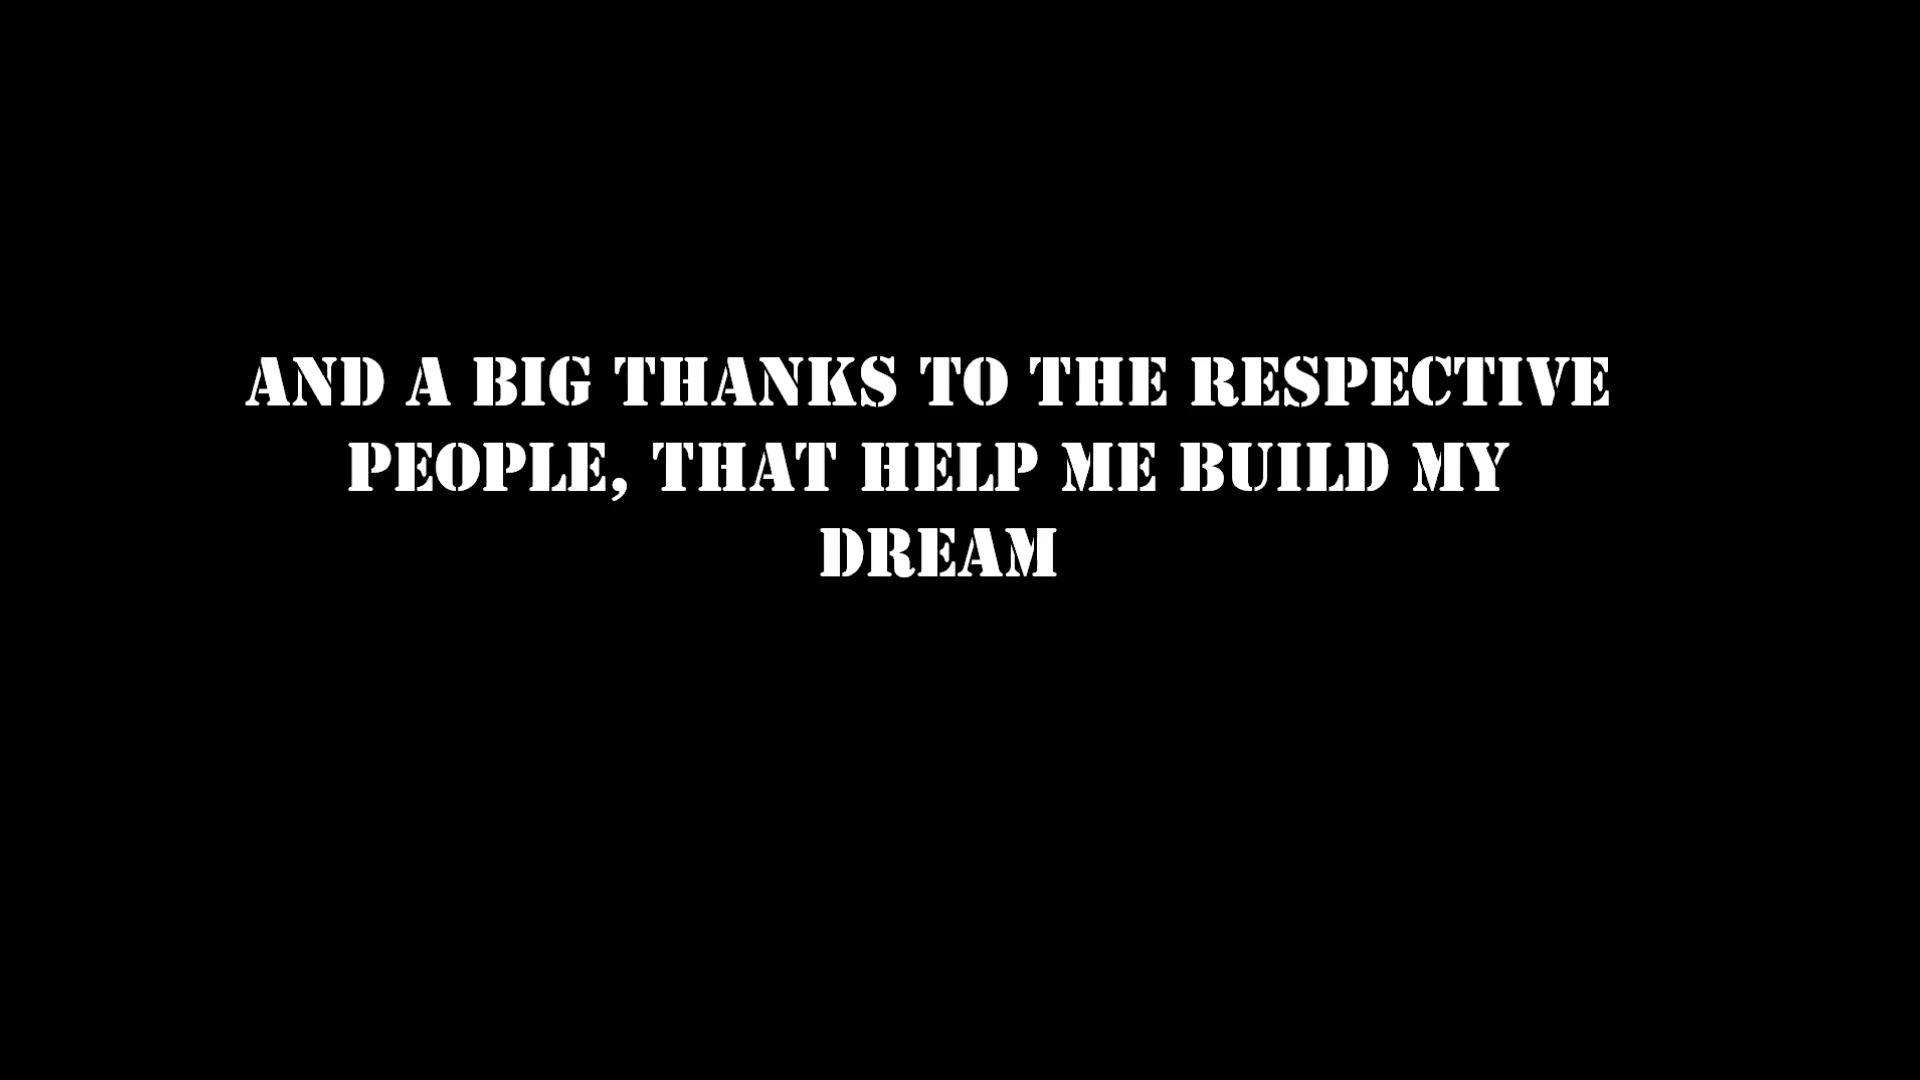 AND A BIG THANKS TO THE RESPECTIVE
PEOPLE, THAT HELP ME BUILD MY
DREAM